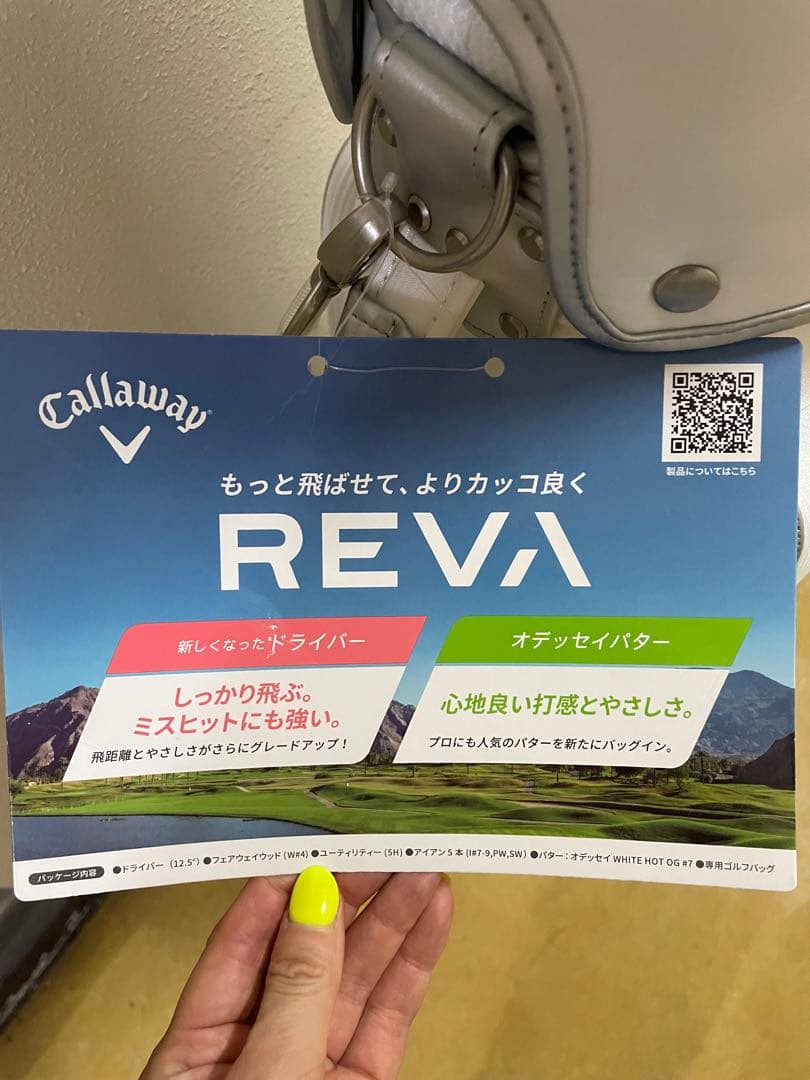 Callaway
製品についてはこちら
もっと飛ばせて、よりカッコ良く
REVA
新しくなったドライバー
しっかり飛ぶ。
ミスヒットにも強い。
飛距離とやさしさがさらにグレードアップ！
オデッセイパター
心地良い打感とやさしさ。
プロにも人気のパターを新たにバッグイン。
パッケージ内容 ●ドライバー（12.5°）●フェアウェイウッド（W#4）●ユーティリティー（5H）●アイアン5本（I#7-9,PW,SW）●パター：オデッセイ WHITE HOT OG #7 ●専用ゴルフバッグ